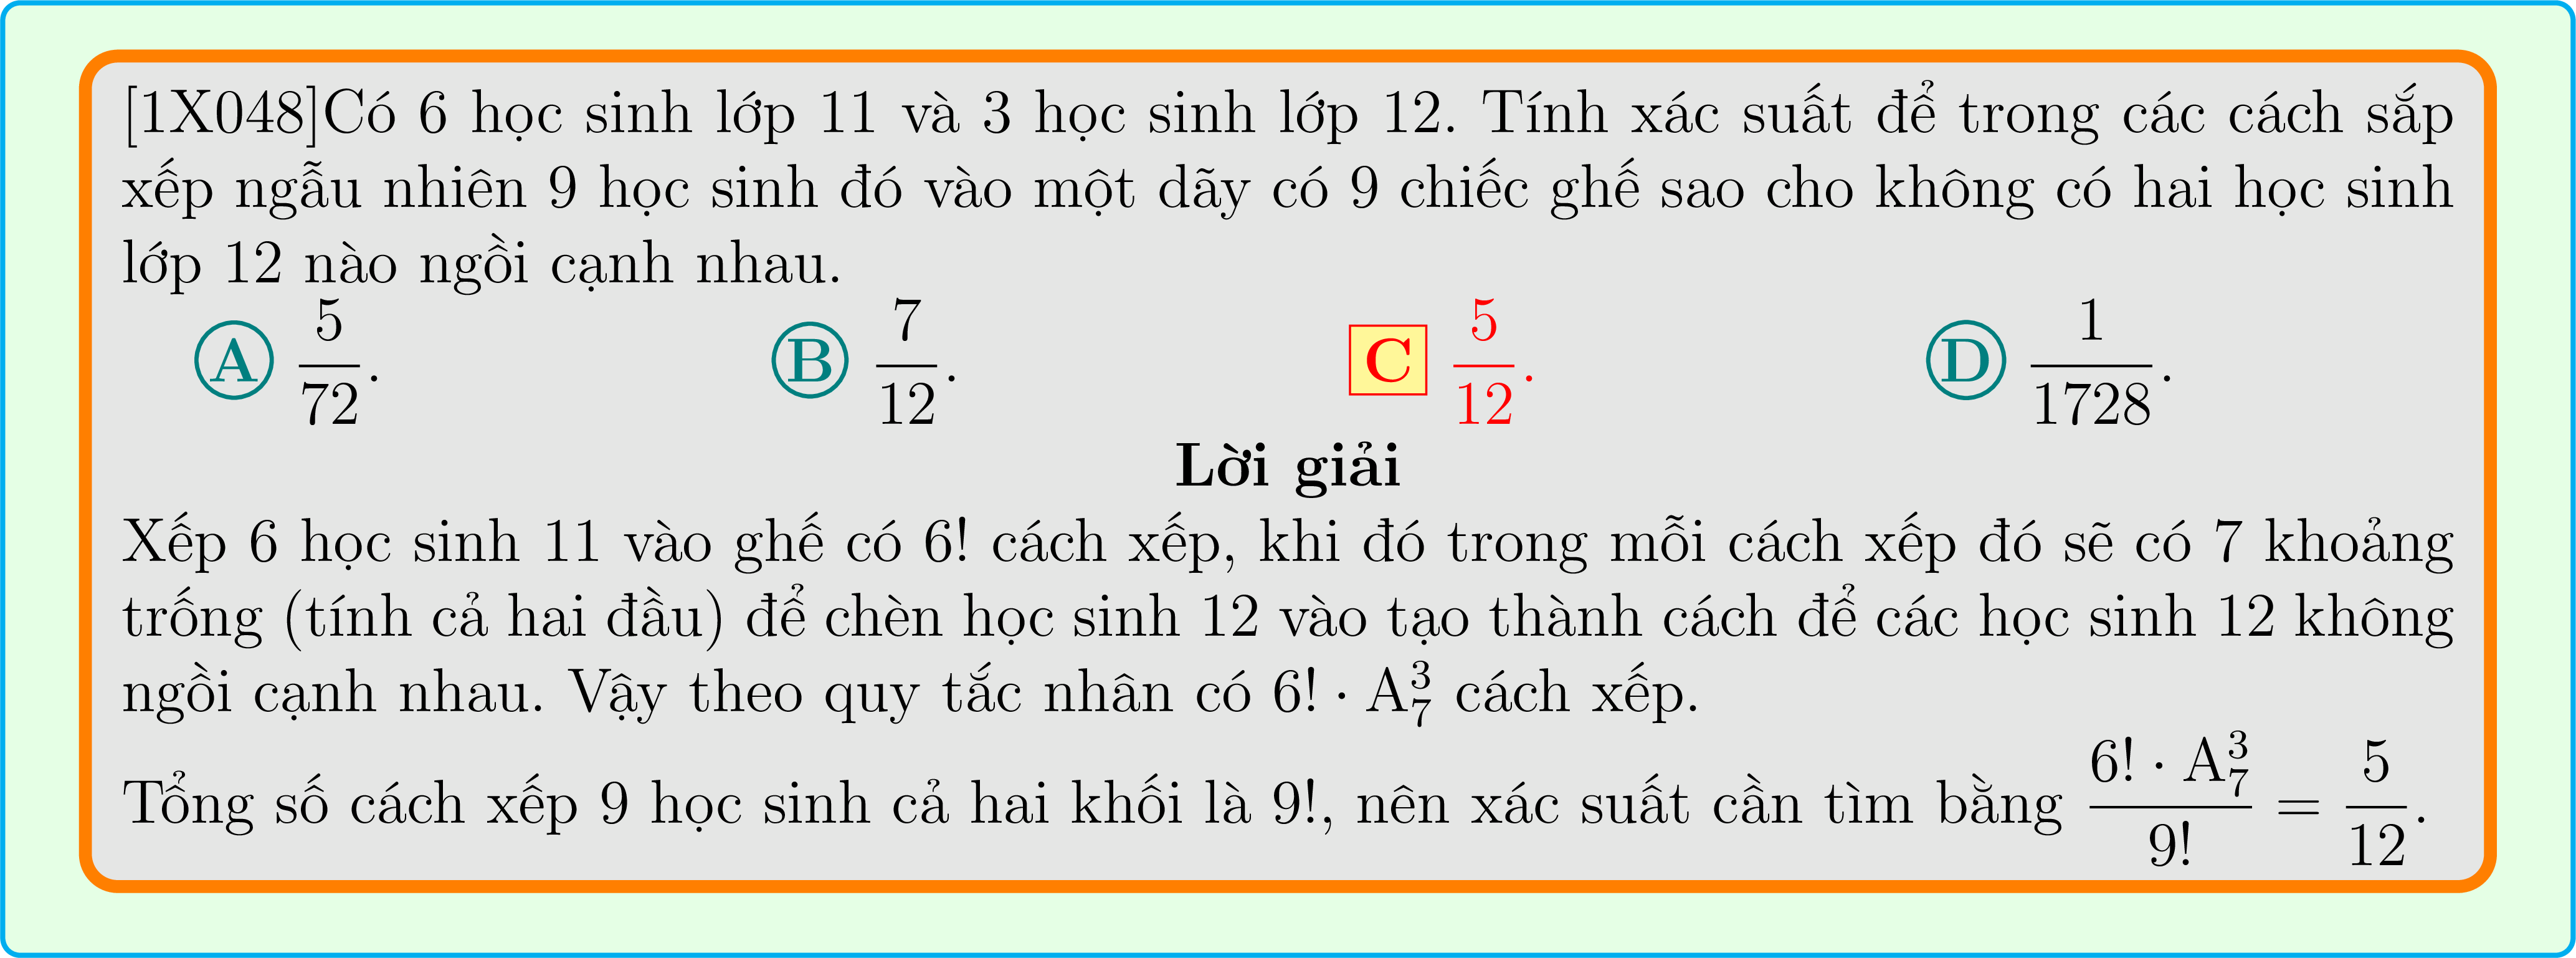 [1X048]Có 6 học sinh lớp 11 và 3 học sinh lớp 12. Tính xác suất để trong các cách sắp
xếp ngẫu nhiên 9 học sinh đó vào một dãy có 9 chiếc ghế sao cho không có hai học sinh
lớp 12 nào ngồi cạnh nhau.
A $\frac{5}{72}$. B $\frac{7}{12}$. C $\frac{5}{12}$. D $\frac{1}{1728}$.
Lời giải
Xếp 6 học sinh 11 vào ghế có 6! cách xếp, khi đó trong mỗi cách xếp đó sẽ có 7 khoảng
trống (tính cả hai đầu) để chèn học sinh 12 vào tạo thành cách để các học sinh 12 không
ngồi cạnh nhau. Vậy theo quy tắc nhân có $6! \cdot A_7^3$ cách xếp.
Tổng số cách xếp 9 học sinh cả hai khối là 9!, nên xác suất cần tìm bằng $\frac{6! \cdot A_7^3}{9!} = \frac{5}{12}$.